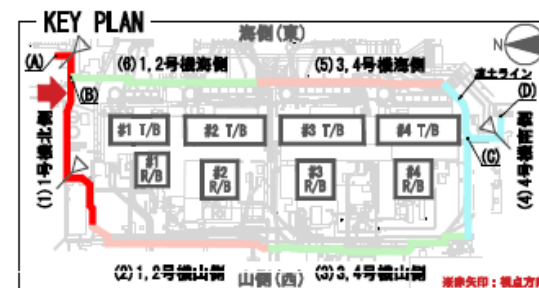 KEY PLAN
海側(東)
N
(A)
(6)1,2号機海側
(5)3,4号機海側
凍土ライン
(B)
(D)
#1 T/B
#2 T/B
#3 T/B
#4 T/B
(1)1号機北側
#1
R/B
#2
R/B
#3
R/B
#4
R/B
(C)
(4)4号機南側
(2)1,2号機山側
(3)3,4号機山側
山側(西)
※赤矢印：視点方向